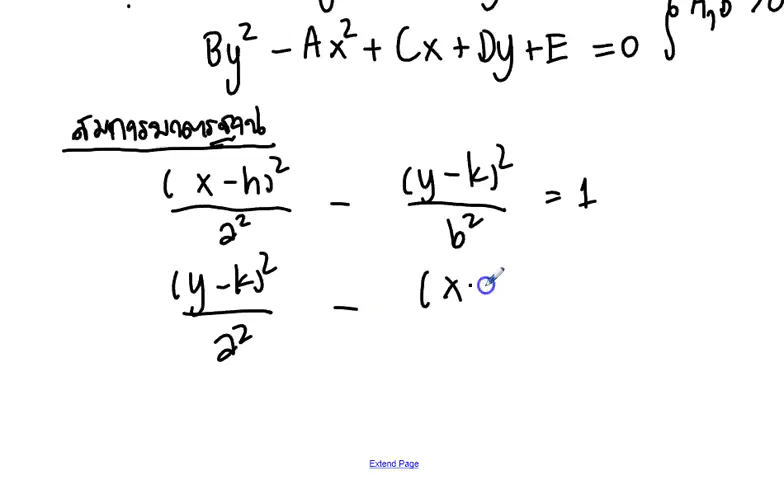 By² - Ax² + Cx + Dy + E = 0 ∫ A, B > 0
สมการมาตรฐาน
(x-h)²/a² - (y-k)²/b² = 1
(y-k)²/a² - (x-
Extend Page